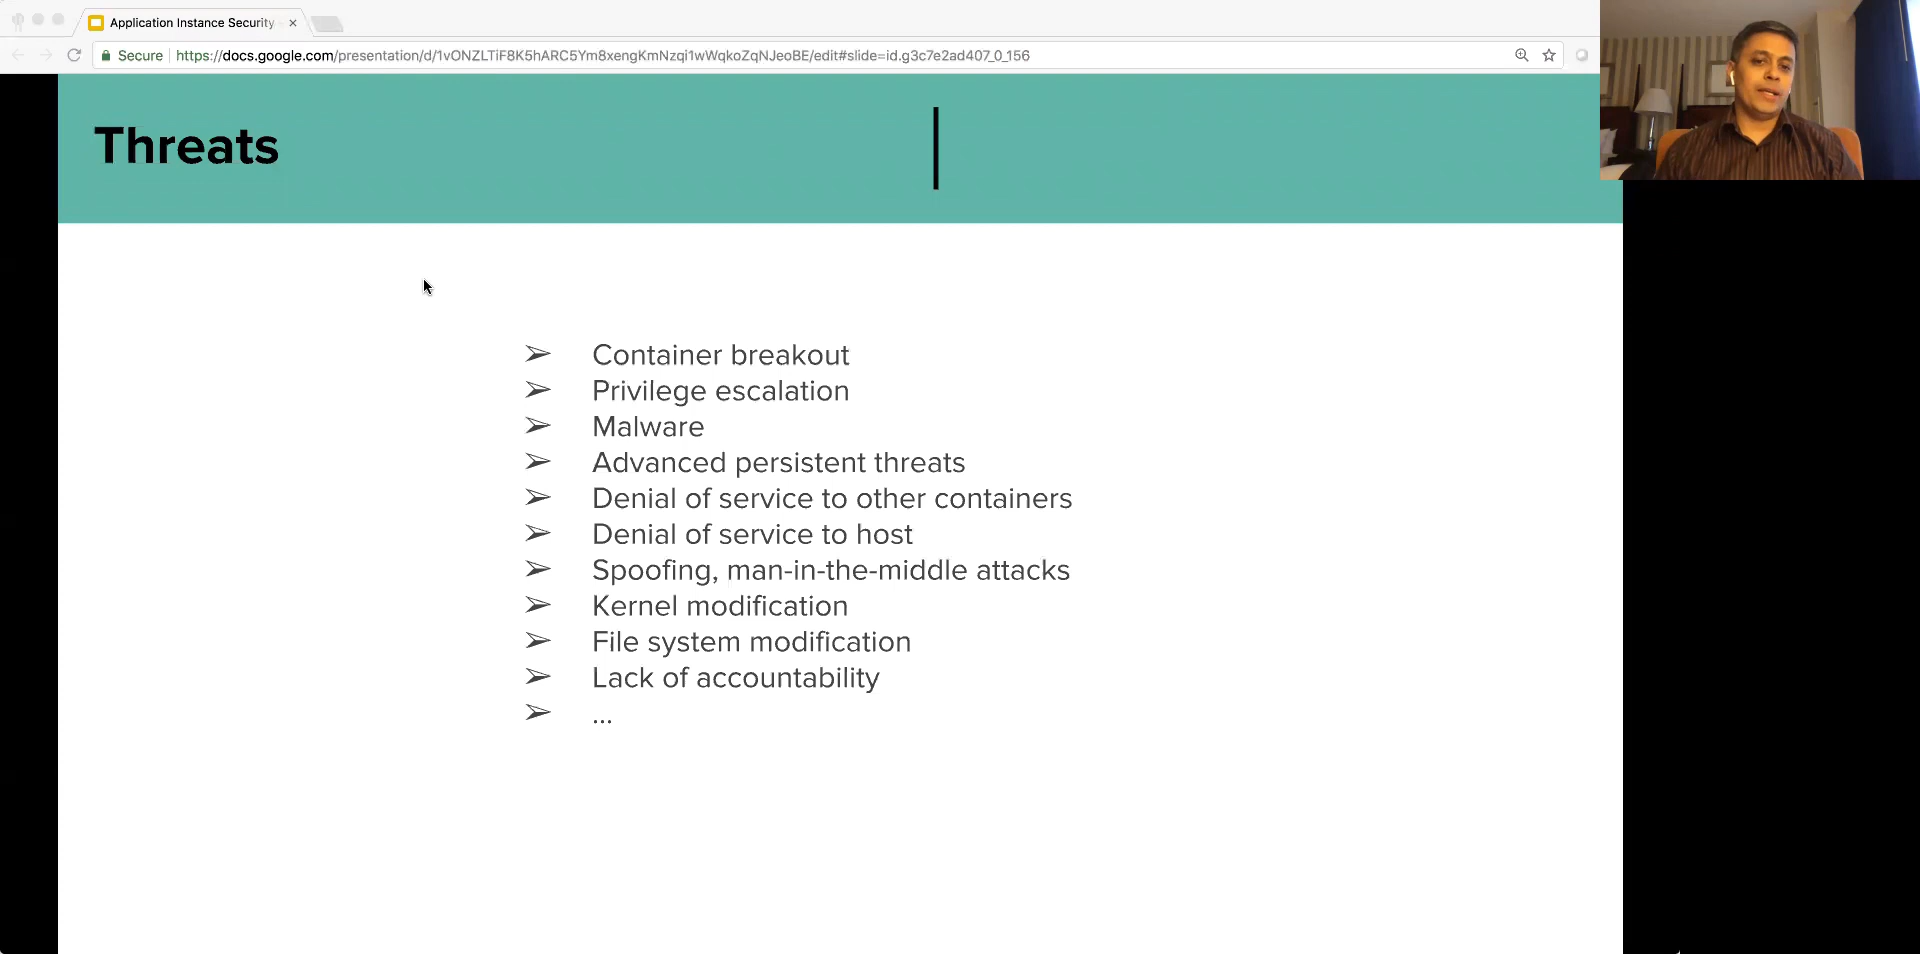 Application Instance Security
Secure https://docs.google.com/presentation/d/1vONZLTiF8K5hARC5Ym8xengKmNzqi1wWqkoZqNJeoBE/edit#slide=id.g3c7e2ad407_0_156
Threats
➢ Container breakout
➢ Privilege escalation
➢ Malware
➢ Advanced persistent threats
➢ Denial of service to other containers
➢ Denial of service to host
➢ Spoofing, man-in-the-middle attacks
➢ Kernel modification
➢ File system modification
➢ Lack of accountability
➢ ...